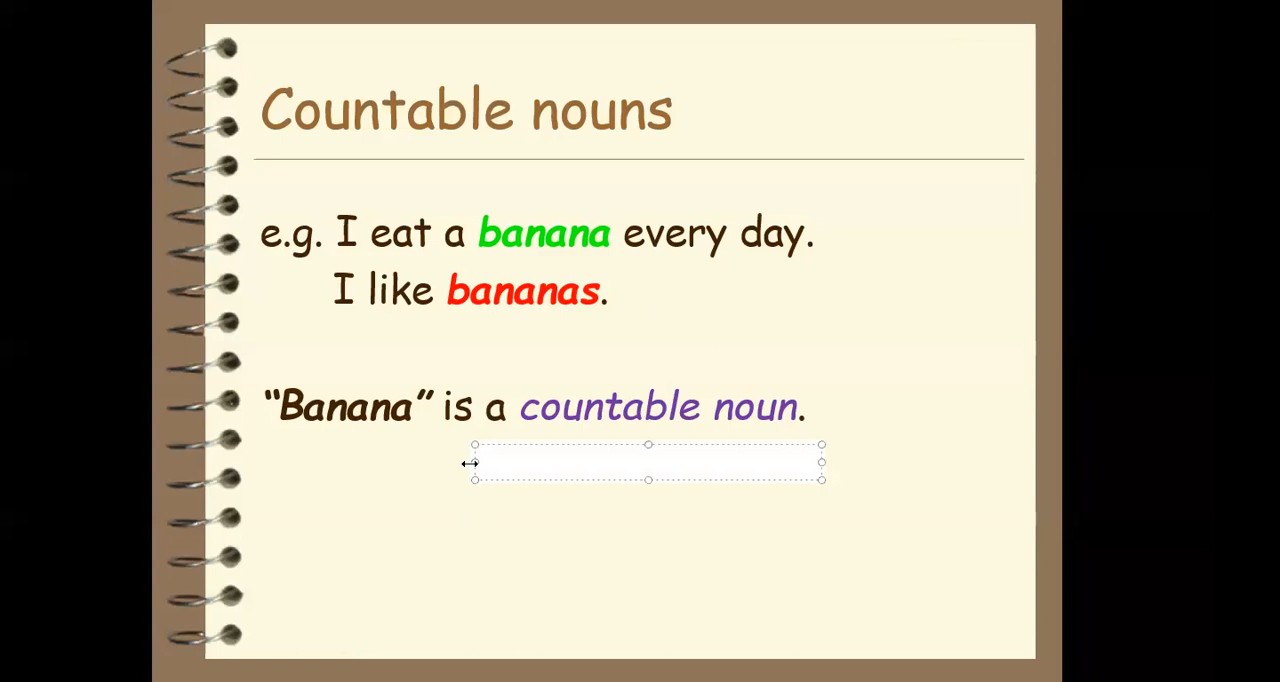 Countable nouns
e.g. I eat a banana every day.
I like bananas.
“Banana” is a countable noun.